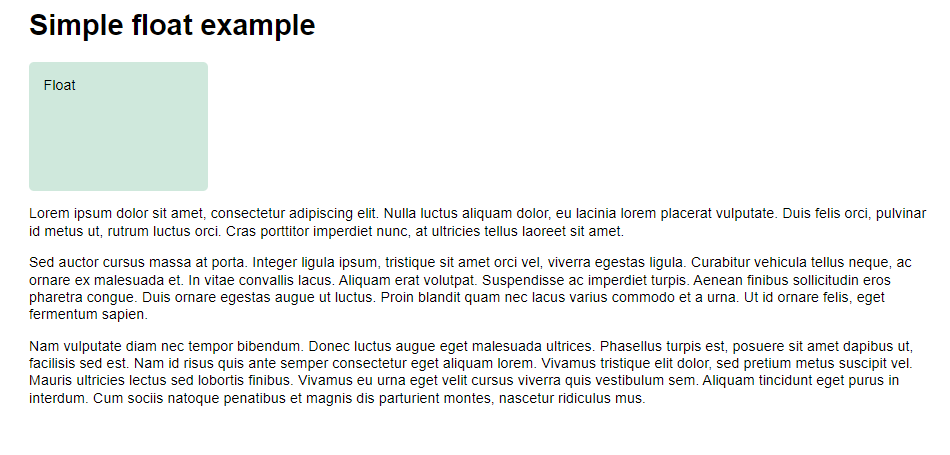 Simple float example
Float
Lorem ipsum dolor sit amet, consectetur adipiscing elit. Nulla luctus aliquam dolor, eu lacinia lorem placerat vulputate. Duis felis orci, pulvinar
id metus ut, rutrum luctus orci. Cras porttitor imperdiet nunc, at ultricies tellus laoreet sit amet.
Sed auctor cursus massa at porta. Integer ligula ipsum, tristique sit amet orci vel, viverra egestas ligula. Curabitur vehicula tellus neque, ac
ornare ex malesuada et. In vitae convallis lacus. Aliquam erat volutpat. Suspendisse ac imperdiet turpis. Aenean finibus sollicitudin eros
pharetra congue. Duis ornare egestas augue ut luctus. Proin blandit quam nec lacus varius commodo et a urna. Ut id ornare felis, eget
fermentum sapien.
Nam vulputate diam nec tempor bibendum. Donec luctus augue eget malesuada ultrices. Phasellus turpis est, posuere sit amet dapibus ut,
facilisis sed est. Nam id risus quis ante semper consectetur eget aliquam lorem. Vivamus tristique elit dolor, sed pretium metus suscipit vel.
Mauris ultricies lectus sed lobortis finibus. Vivamus eu urna eget velit cursus viverra quis vestibulum sem. Aliquam tincidunt eget purus in
interdum. Cum sociis natoque penatibus et magnis dis parturient montes, nascetur ridiculus mus.